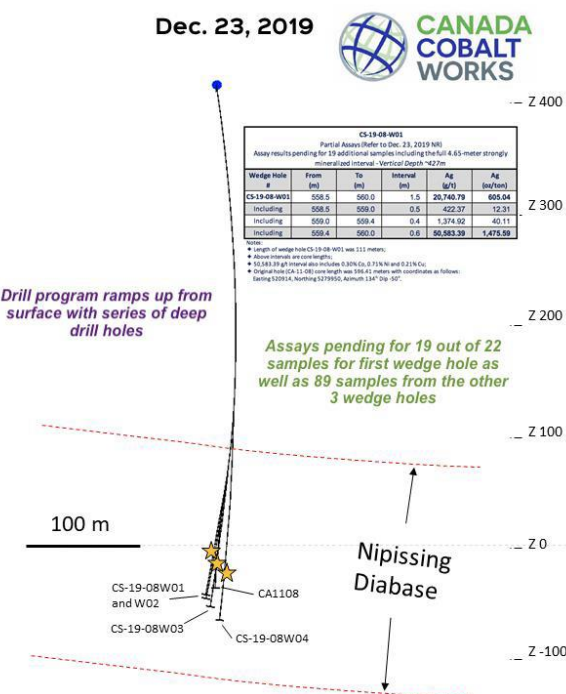 Dec. 23, 2019
CANADA
COBALT
WORKS
Z 400
CS-19-08-W01
Partial Assays (Refer to Dec. 23, 2019 NR)
Assay results pending for 19 additional samples including the full 4.65-meter strongly
mineralized interval - Vertical Depth ~427m
Wedge Hole # From (m) To (m) Interval (m) Ag (g/t) Ag (oz/ton)
CS-19-08-W01 558.5 560.0 1.5 20,740.79 605.04
Including 558.5 559.0 0.5 422.37 12.31
Including 559.0 559.4 0.4 1,374.92 40.11
Including 559.4 560.0 0.6 50,583.39 1,475.59
Notes:
Length of wedge hole CS-19-08-W01 was 111 meters;
Above intervals are core lengths;
50,583.39 g/t interval also includes 0.30% Co, 0.71% Ni and 0.21% Cu;
Original hole (CA-11-08) core length was 596.41 meters with coordinates as follows:
Easting 520914, Northing 5279950, Azimuth 134° Dip -50°.
Z 300
Drill program ramps up from
surface with series of deep
drill holes
Z 200
Assays pending for 19 out of 22
samples for first wedge hole as
well as 89 samples from the other
3 wedge holes
Z 100
100 m
Z 0
Nipissing
Diabase
CS-19-08W01
and W02
CA1108
CS-19-08W03
CS-19-08W04
Z -100